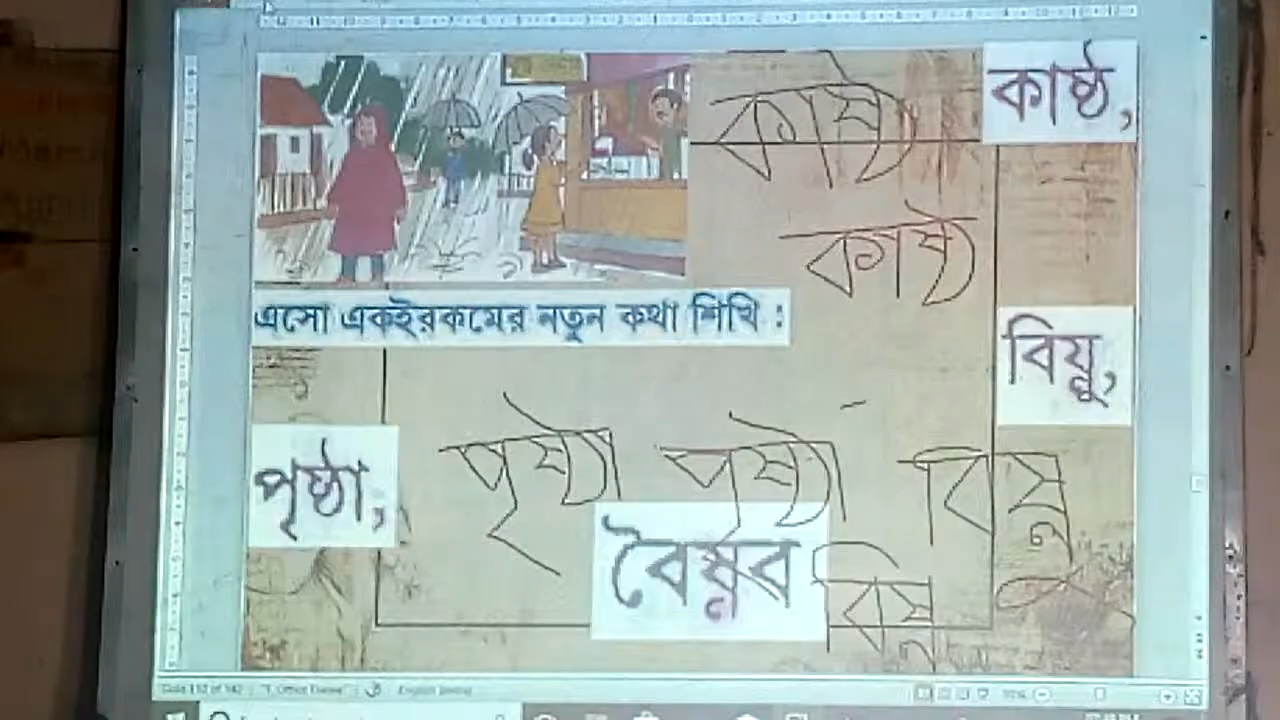 কাষ্ঠ
কাষ্ঠ,
কাষ্ঠ
এসো একইরকমের নতুন কথা শিখি :
বিষ্ণু,
পৃষ্ঠা,
পৃষ্ঠা পৃষ্ঠা বিষ্ণু
বৈষ্ণব
বিষ্ণু